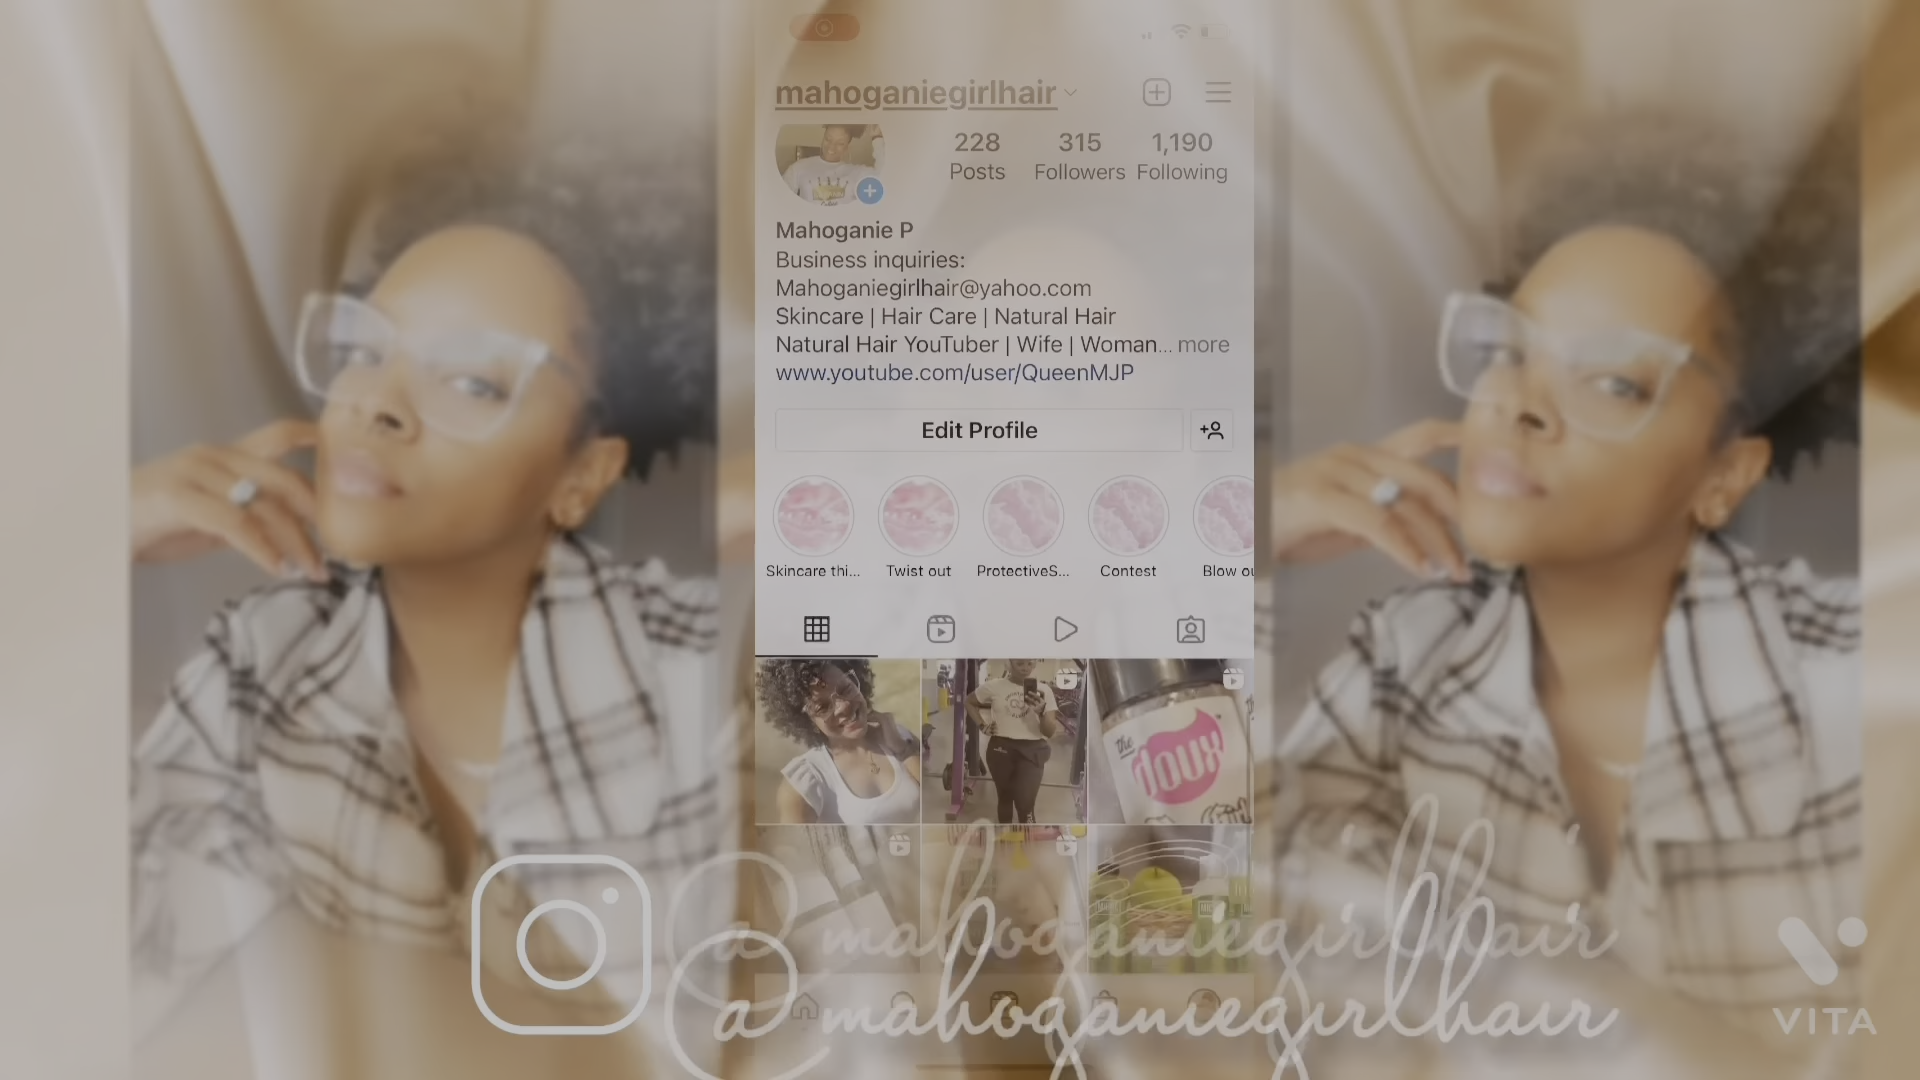 mahoganiegirlhair
228 315 1,190
Posts Followers Following
Mahoganie P
Business inquiries:
Mahoganiegirlhair@yahoo.com
Skincare | Hair Care | Natural Hair
Natural Hair YouTuber | Wife | Woman... more
www.youtube.com/user/QueenMJP
Edit Profile
Skincare thi... Twist out ProtectiveS... Contest Blow ou
the
doux
@mahoganiegirlhair
@mahoganiegirlhair
VITA